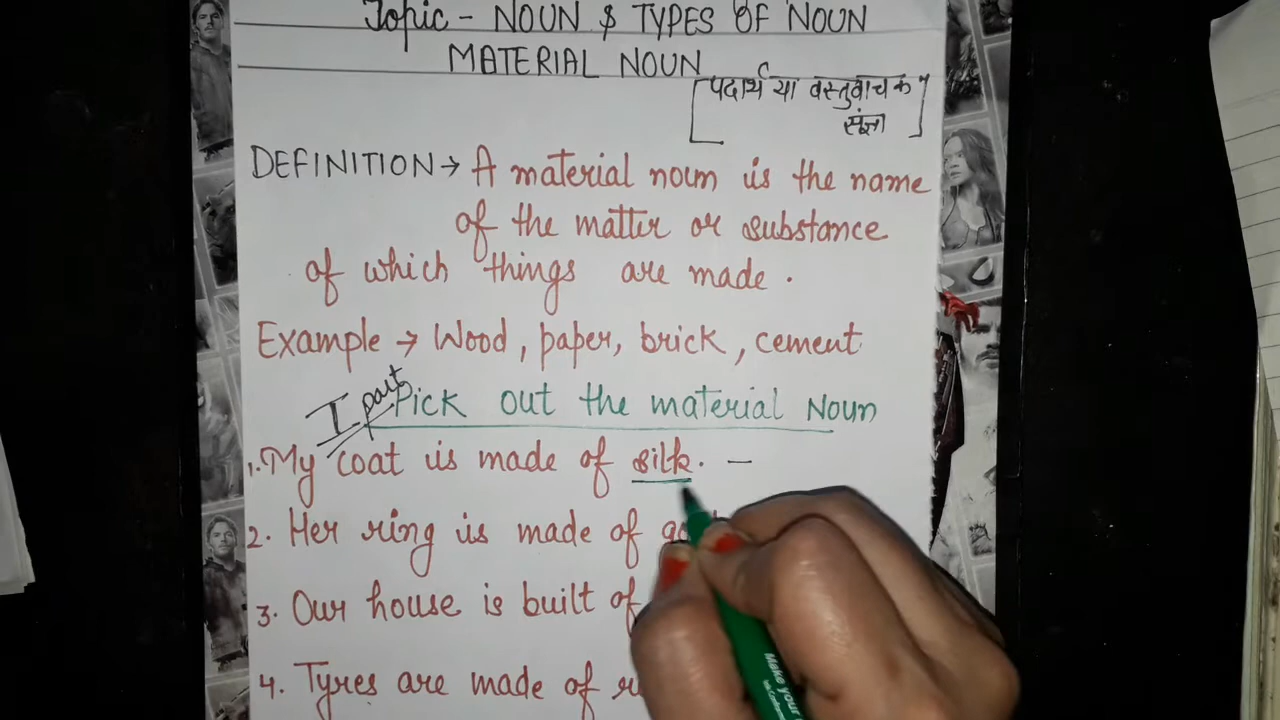 Topic - NOUN $ TYPES OF NOUN
MATERIAL NOUN
[पदार्थ या वस्तुवाचक
संज्ञा]
DEFINITION → A material noun is the name
of the matter or substance
of which things are made.
Example → Wood, paper, brick, cement
I part
Pick out the material Noun
1. My coat is made of silk. —
2. Her ring is made of
3. Our house is built of
4. Tyres are made of
Make your